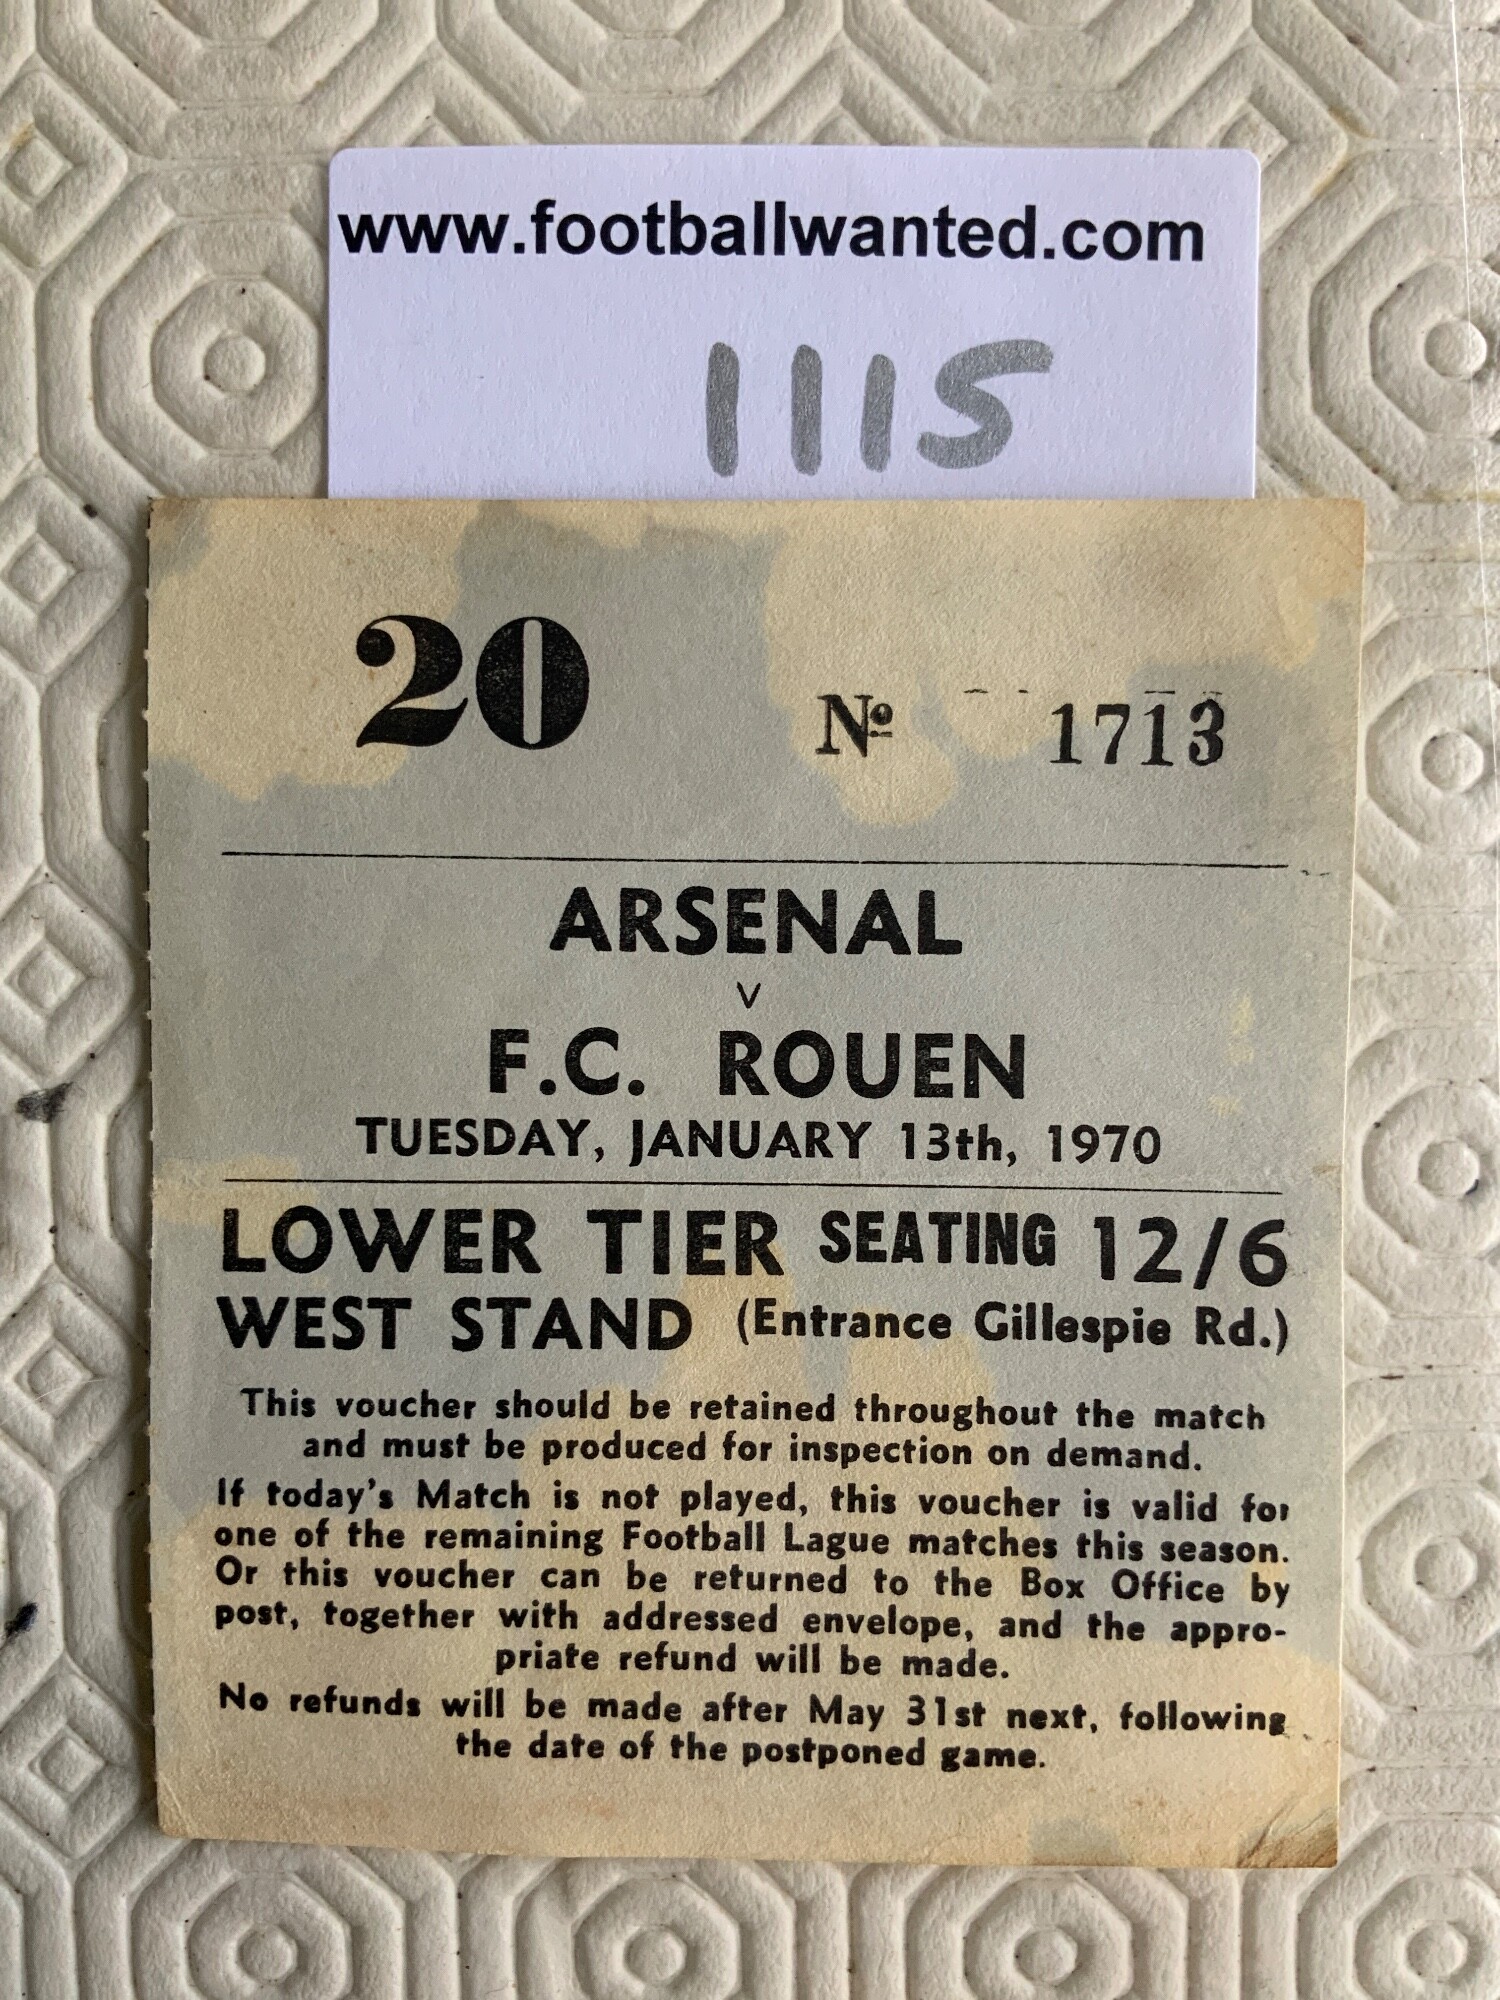 www.footballwanted.com
1115
20 No 1713
ARSENAL
v
F.C. ROUEN
TUESDAY, JANUARY 13th, 1970
LOWER TIER SEATING 12/6
WEST STAND (Entrance Gillespie Rd.)
This voucher should be retained throughout the match
and must be produced for inspection on demand.
If today's Match is not played, this voucher is valid for
one of the remaining Football Lague matches this season.
Or this voucher can be returned to the Box Office by
post, together with addressed envelope, and the appro-
priate refund will be made.
No refunds will be made after May 31st next, following
the date of the postponed game.